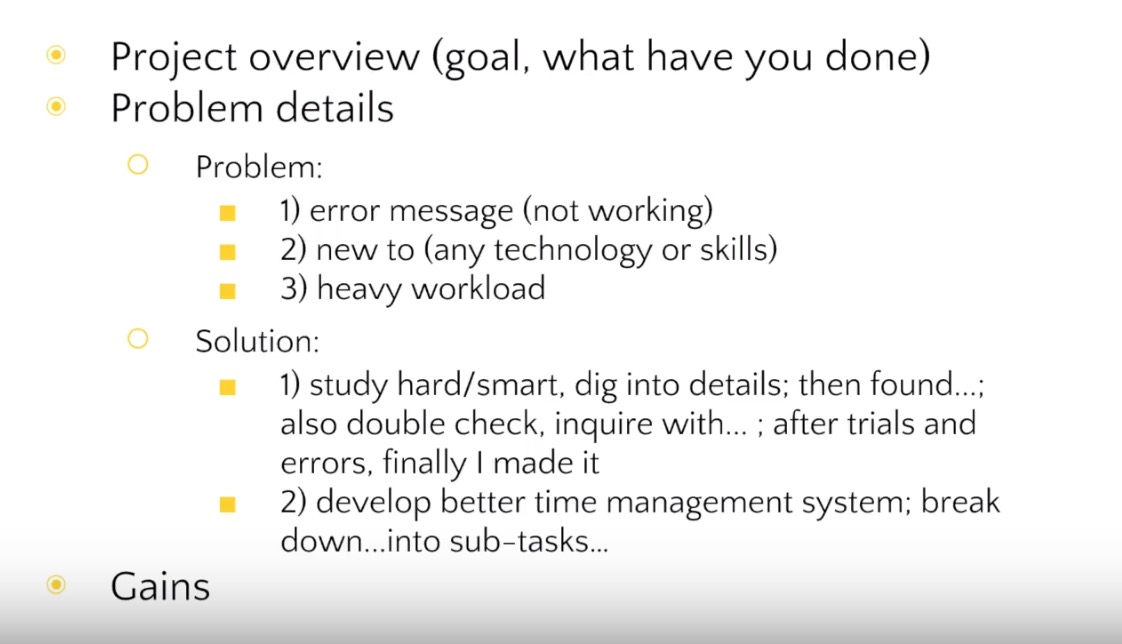 Project overview (goal, what have you done)
Problem details
Problem:
1) error message (not working)
2) new to (any technology or skills)
3) heavy workload
Solution:
1) study hard/smart, dig into details; then found...;
also double check, inquire with... ; after trials and
errors, finally I made it
2) develop better time management system; break
down...into sub-tasks...
Gains